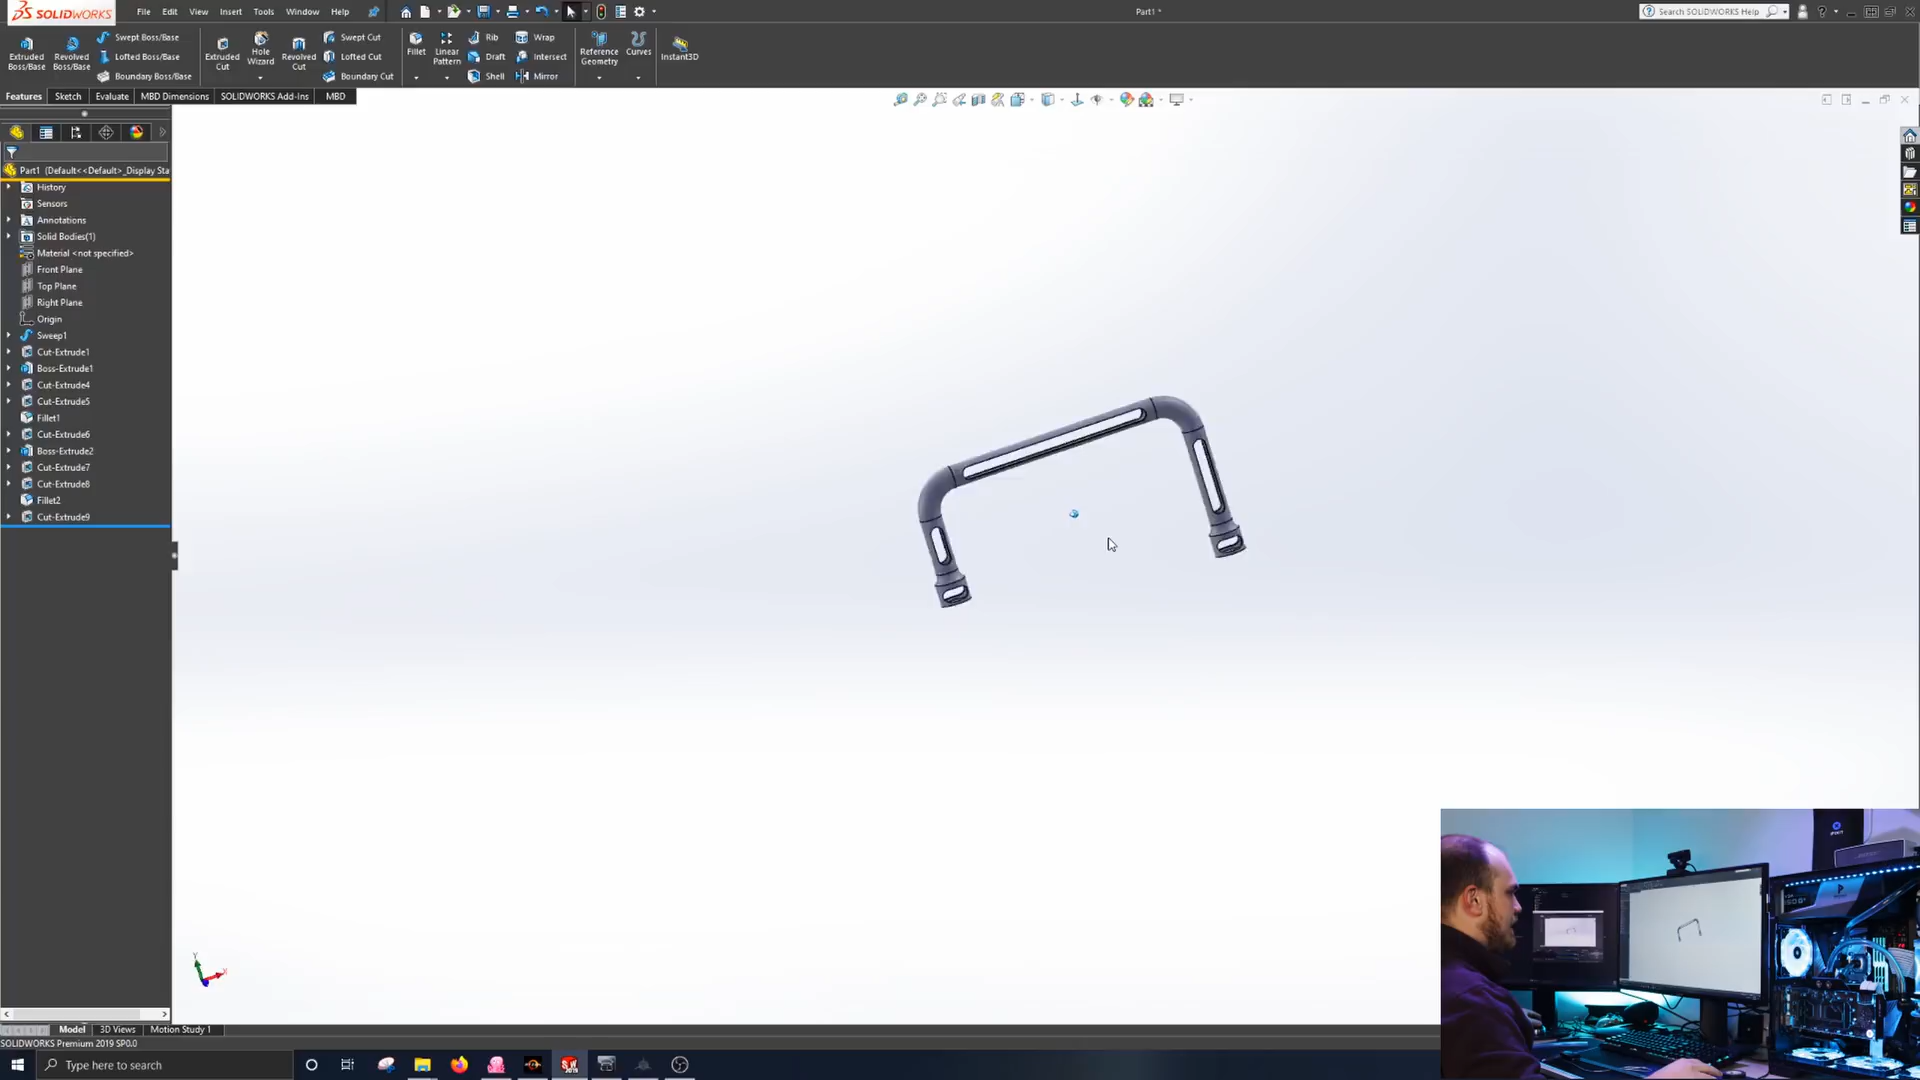 SOLIDWORKS File Edit View Insert Tools Window Help Part1 * Search SOLIDWORKS Help
Extruded Boss/Base
Revolved Boss/Base
Swept Boss/Base
Lofted Boss/Base
Boundary Boss/Base
Extruded Cut
Hole Wizard
Revolved Cut
Swept Cut
Lofted Cut
Boundary Cut
Fillet
Linear Pattern
Rib
Draft
Shell
Wrap
Intersect
Mirror
Reference Geometry
Curves
Instant3D
Features Sketch Evaluate MBD Dimensions SOLIDWORKS Add-Ins MBD
Part1 (Default<<Default>_Display Sta
History
Sensors
Annotations
Solid Bodies(1)
Material <not specified>
Front Plane
Top Plane
Right Plane
Origin
Sweep1
Cut-Extrude1
Boss-Extrude1
Cut-Extrude4
Cut-Extrude5
Fillet1
Cut-Extrude6
Boss-Extrude2
Cut-Extrude7
Cut-Extrude8
Fillet2
Cut-Extrude9
Y
X
Model 3D Views Motion Study 1
SOLIDWORKS Premium 2019 SP0.0
Type here to search